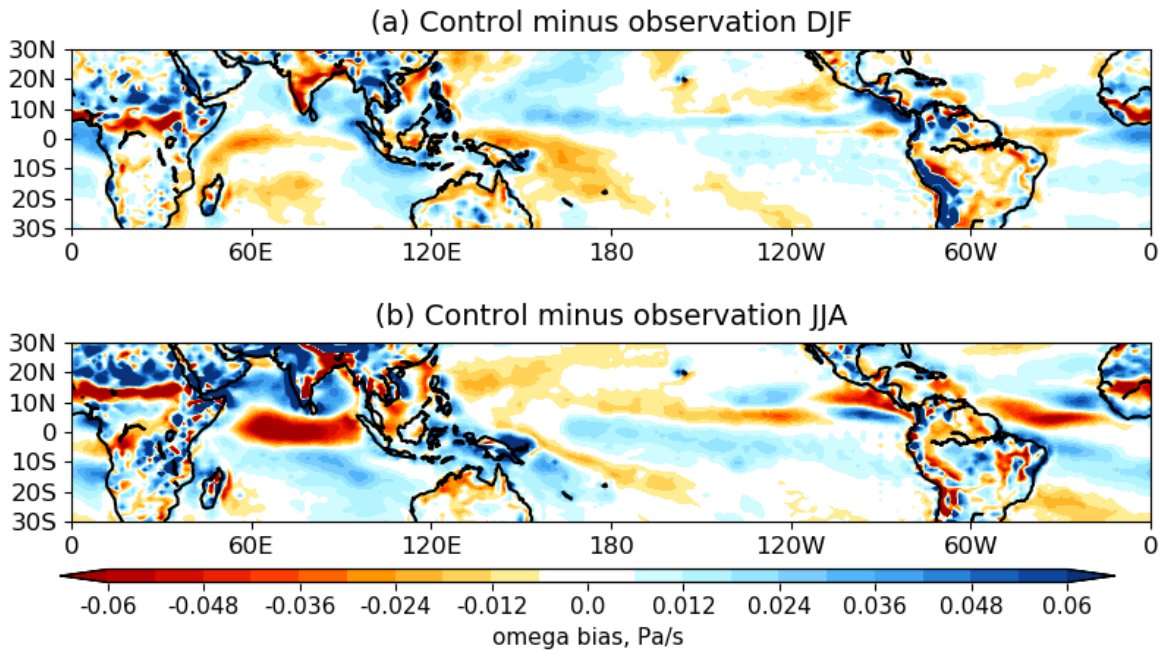 (a) Control minus observation DJF
30N
20N
10N
0
10S
20S
30S
0 60E 120E 180 120W 60W 0
(b) Control minus observation JJA
30N
20N
10N
0
10S
20S
30S
0 60E 120E 180 120W 60W 0
-0.06 -0.048 -0.036 -0.024 -0.012 0.0 0.012 0.024 0.036 0.048 0.06
omega bias, Pa/s